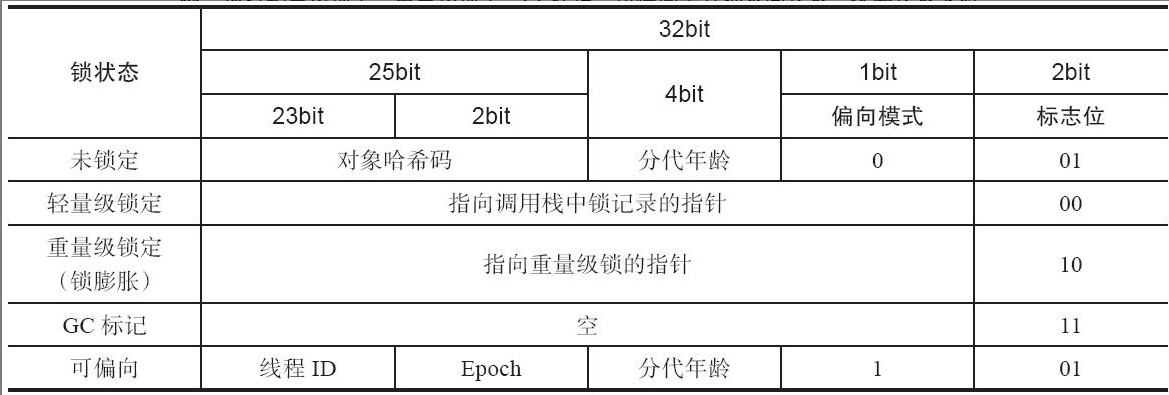 锁状态
32bit
25bit
4bit
1bit
2bit
23bit
2bit
偏向模式
标志位
未锁定
对象哈希码
分代年龄
0
01
轻量级锁定
指向调用栈中锁记录的指针
00
重量级锁定
（锁膨胀）
指向重量级锁的指针
10
GC 标记
空
11
可偏向
线程 ID
Epoch
分代年龄
1
01